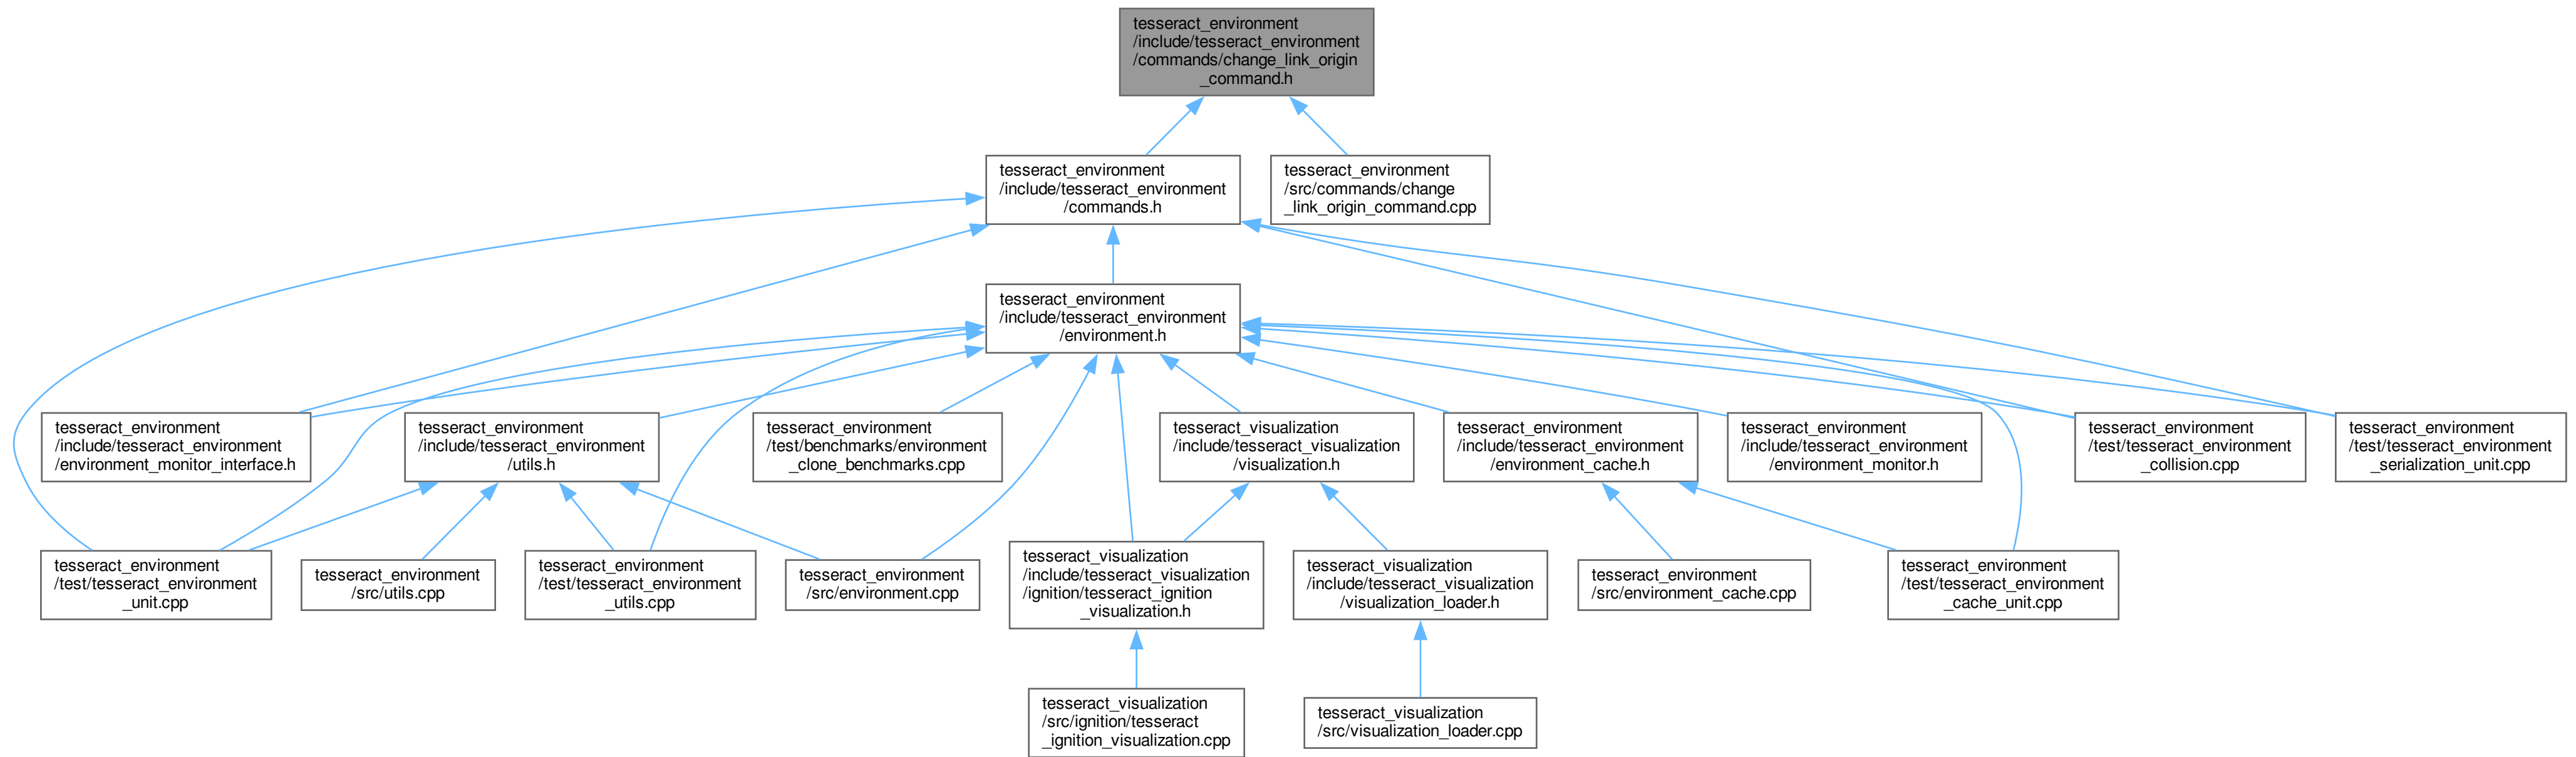 tesseract_environment
/include/tesseract_environment
/commands/change_link_origin
_command.h
tesseract_environment
/include/tesseract_environment
/commands.h
tesseract_environment
/src/commands/change
_link_origin_command.cpp
tesseract_environment
/include/tesseract_environment
/environment.h
tesseract_environment
/include/tesseract_environment
/environment_monitor_interface.h
tesseract_environment
/include/tesseract_environment
/utils.h
tesseract_environment
/test/benchmarks/environment
_clone_benchmarks.cpp
tesseract_visualization
/include/tesseract_visualization
/visualization.h
tesseract_environment
/include/tesseract_environment
/environment_cache.h
tesseract_environment
/include/tesseract_environment
/environment_monitor.h
tesseract_environment
/test/tesseract_environment
_collision.cpp
tesseract_environment
/test/tesseract_environment
_serialization_unit.cpp
tesseract_environment
/test/tesseract_environment
_unit.cpp
tesseract_environment
/src/utils.cpp
tesseract_environment
/test/tesseract_environment
_utils.cpp
tesseract_environment
/src/environment.cpp
tesseract_visualization
/include/tesseract_visualization
/ignition/tesseract_ignition
_visualization.h
tesseract_visualization
/include/tesseract_visualization
/visualization_loader.h
tesseract_environment
/src/environment_cache.cpp
tesseract_environment
/test/tesseract_environment
_cache_unit.cpp
tesseract_visualization
/src/ignition/tesseract
_ignition_visualization.cpp
tesseract_visualization
/src/visualization_loader.cpp